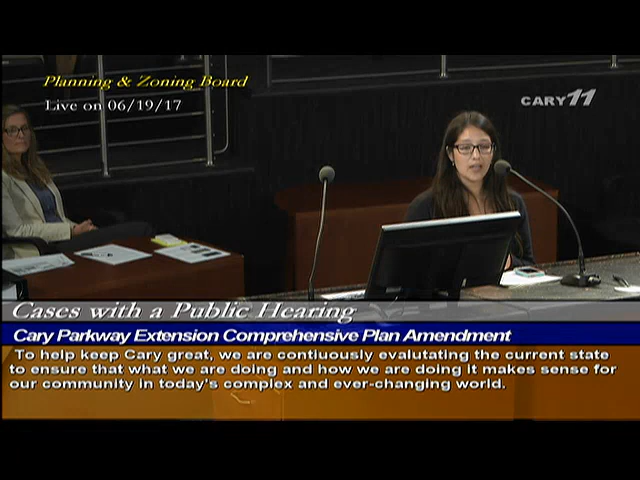 Planning & Zoning Board
Live on 06/19/17
CARY 11
Cases with a Public Hearing
Cary Parkway Extension Comprehensive Plan Amendment
To help keep Cary great, we are contiuously evalutating the current state
to ensure that what we are doing and how we are doing it makes sense for
our community in today's complex and ever-changing world.